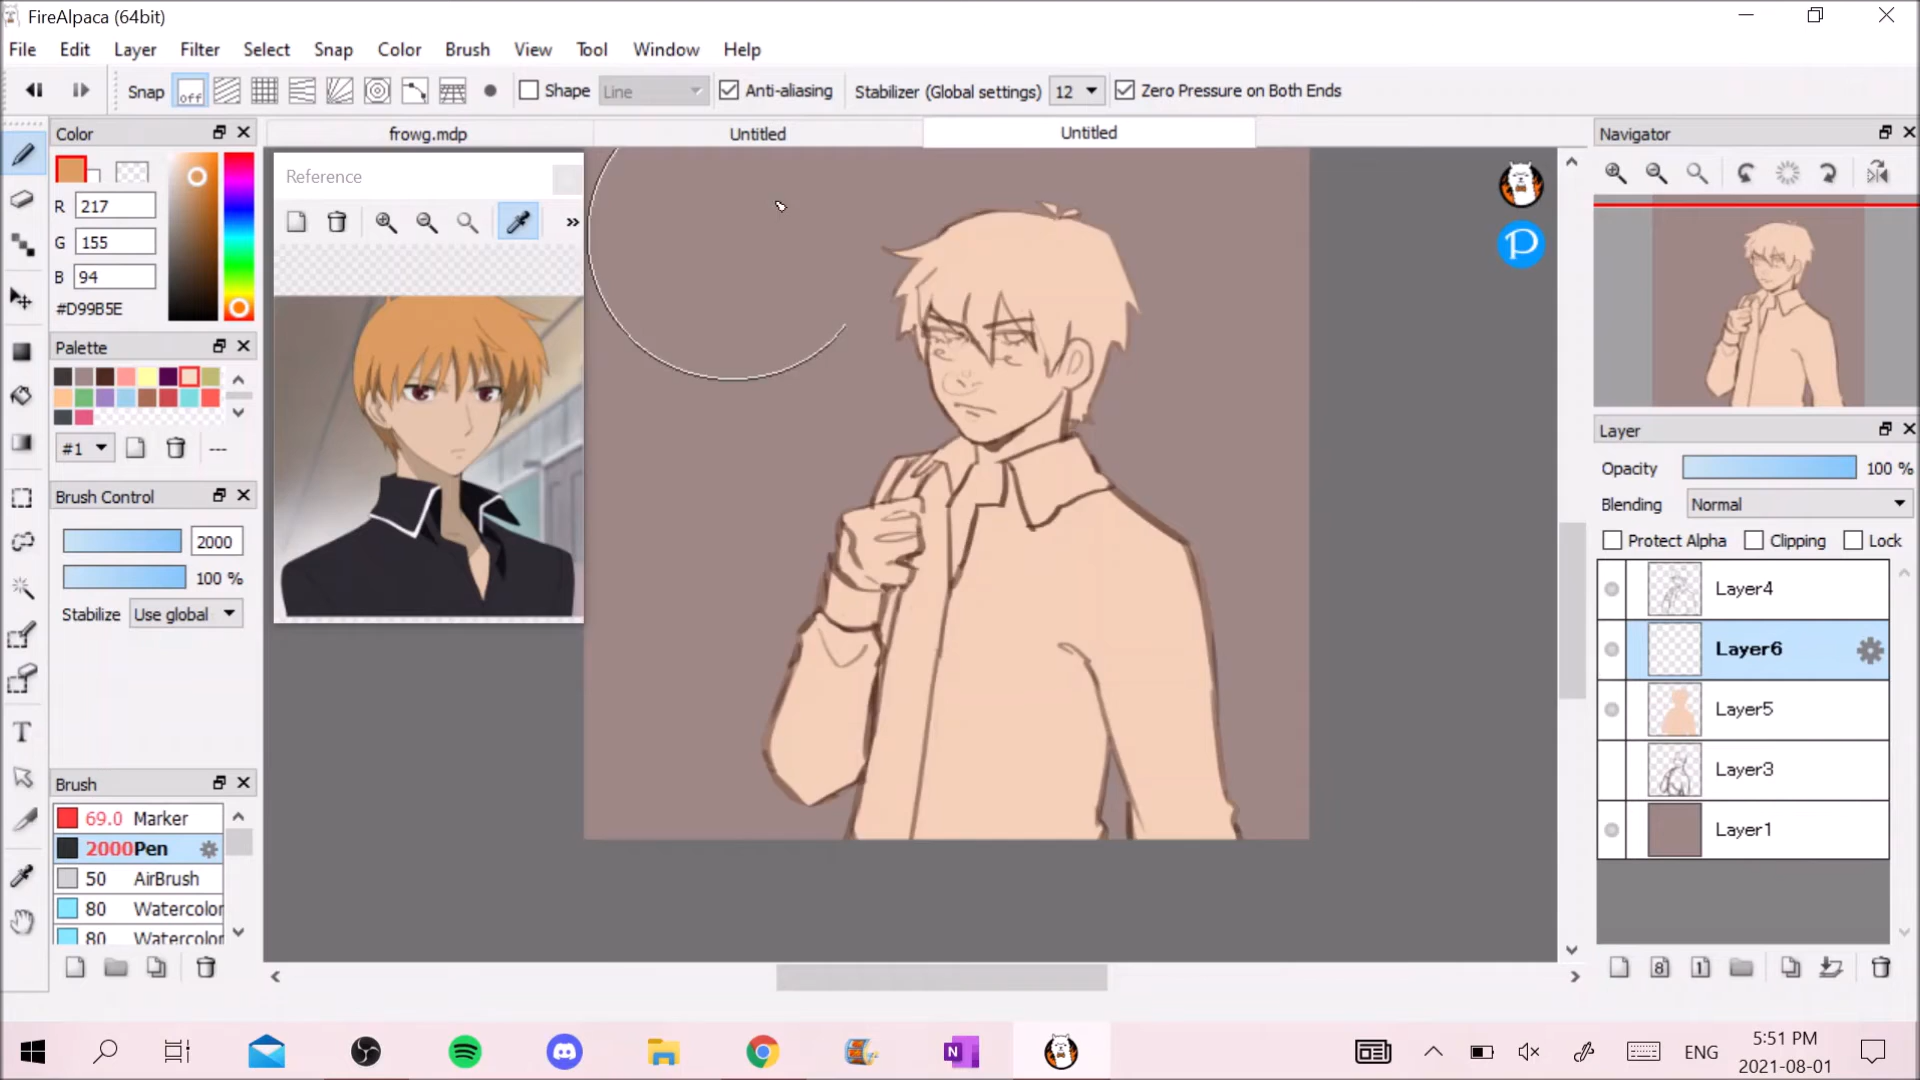 FireAlpaca (64bit)
File Edit Layer Filter Select Snap Color Brush View Tool Window Help
Snap off Shape Line Anti-aliasing Stabilizer (Global settings) 12 Zero Pressure on Both Ends
Color
frowg.mdp Untitled Untitled
Navigator
Reference
R 217
G 155
B 94
#D99B5E
Palette
#1 ---
Brush Control
2000
100 %
Stabilize Use global
Layer
Opacity 100 %
Blending Normal
Protect Alpha Clipping Lock
Layer4
Layer6
Layer5
Layer3
Layer1
Brush
69.0 Marker
2000 Pen
50 AirBrush
80 Watercolor
80 Watercolor
8 1
T
P
N
ENG
5:51 PM
2021-08-01